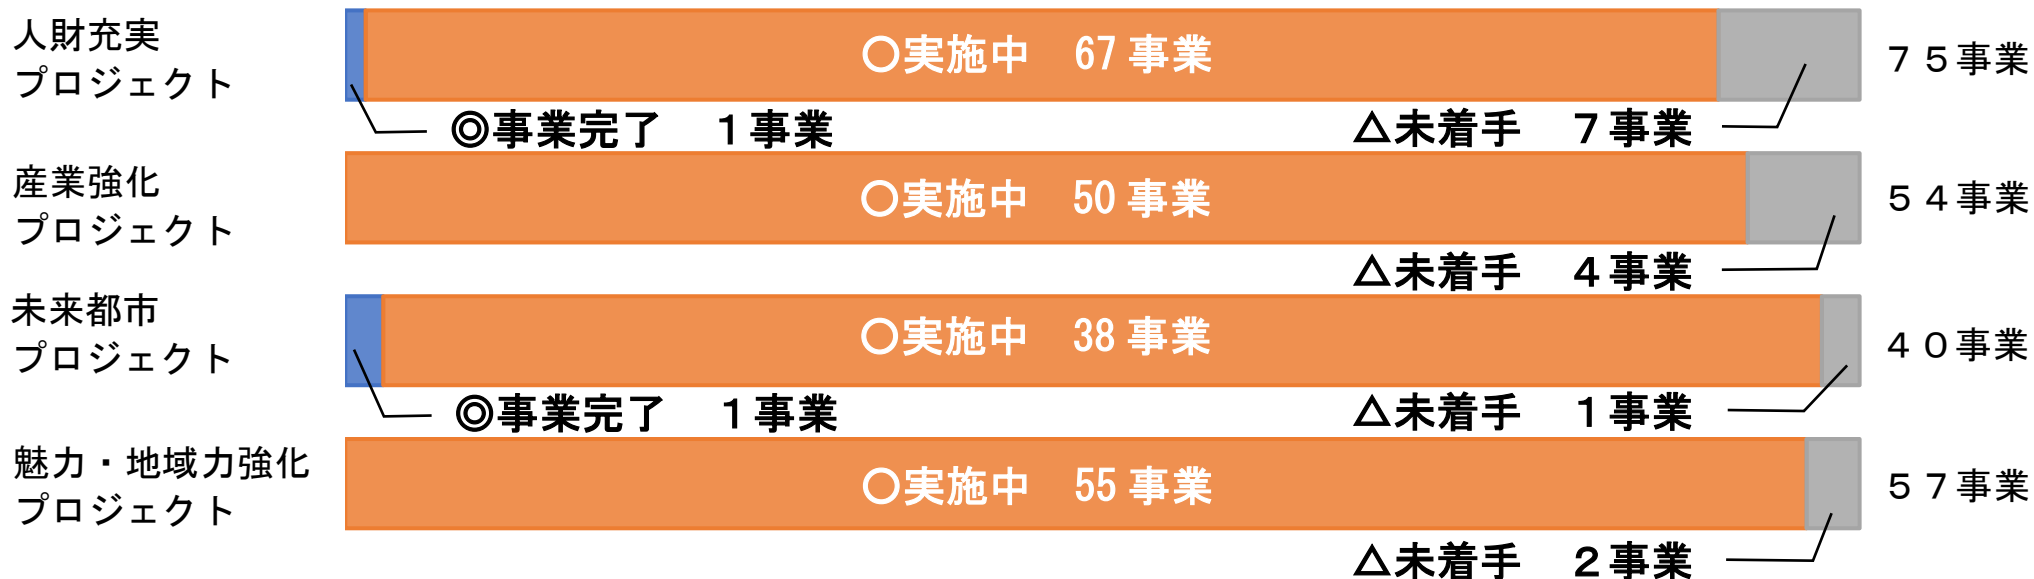 人財充実
プロジェクト
○実施中　67 事業
７５事業
◎事業完了　１事業
△未着手　７事業
産業強化
プロジェクト
○実施中　50 事業
５４事業
△未着手　４事業
未来都市
プロジェクト
○実施中　38 事業
４０事業
◎事業完了　１事業
△未着手　１事業
魅力・地域力強化
プロジェクト
○実施中　55 事業
５７事業
△未着手　２事業